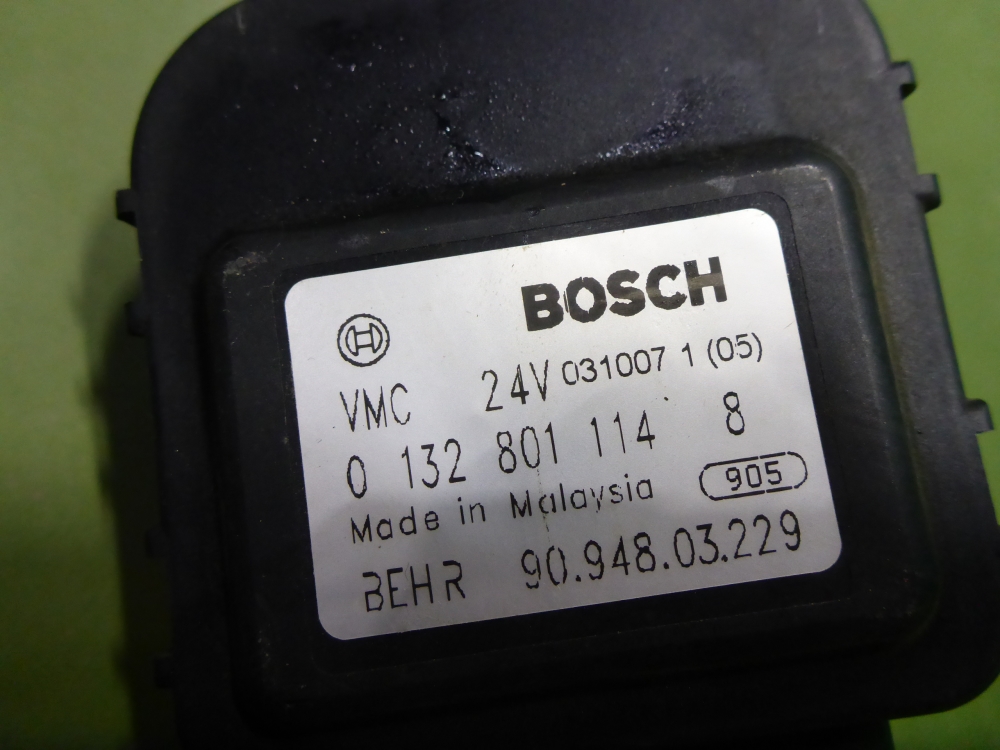 BOSCH
VMC 24V 031007 1 (05)
0 132 801 114 8
Made in Malaysia 905
BEHR 90.948.03.229